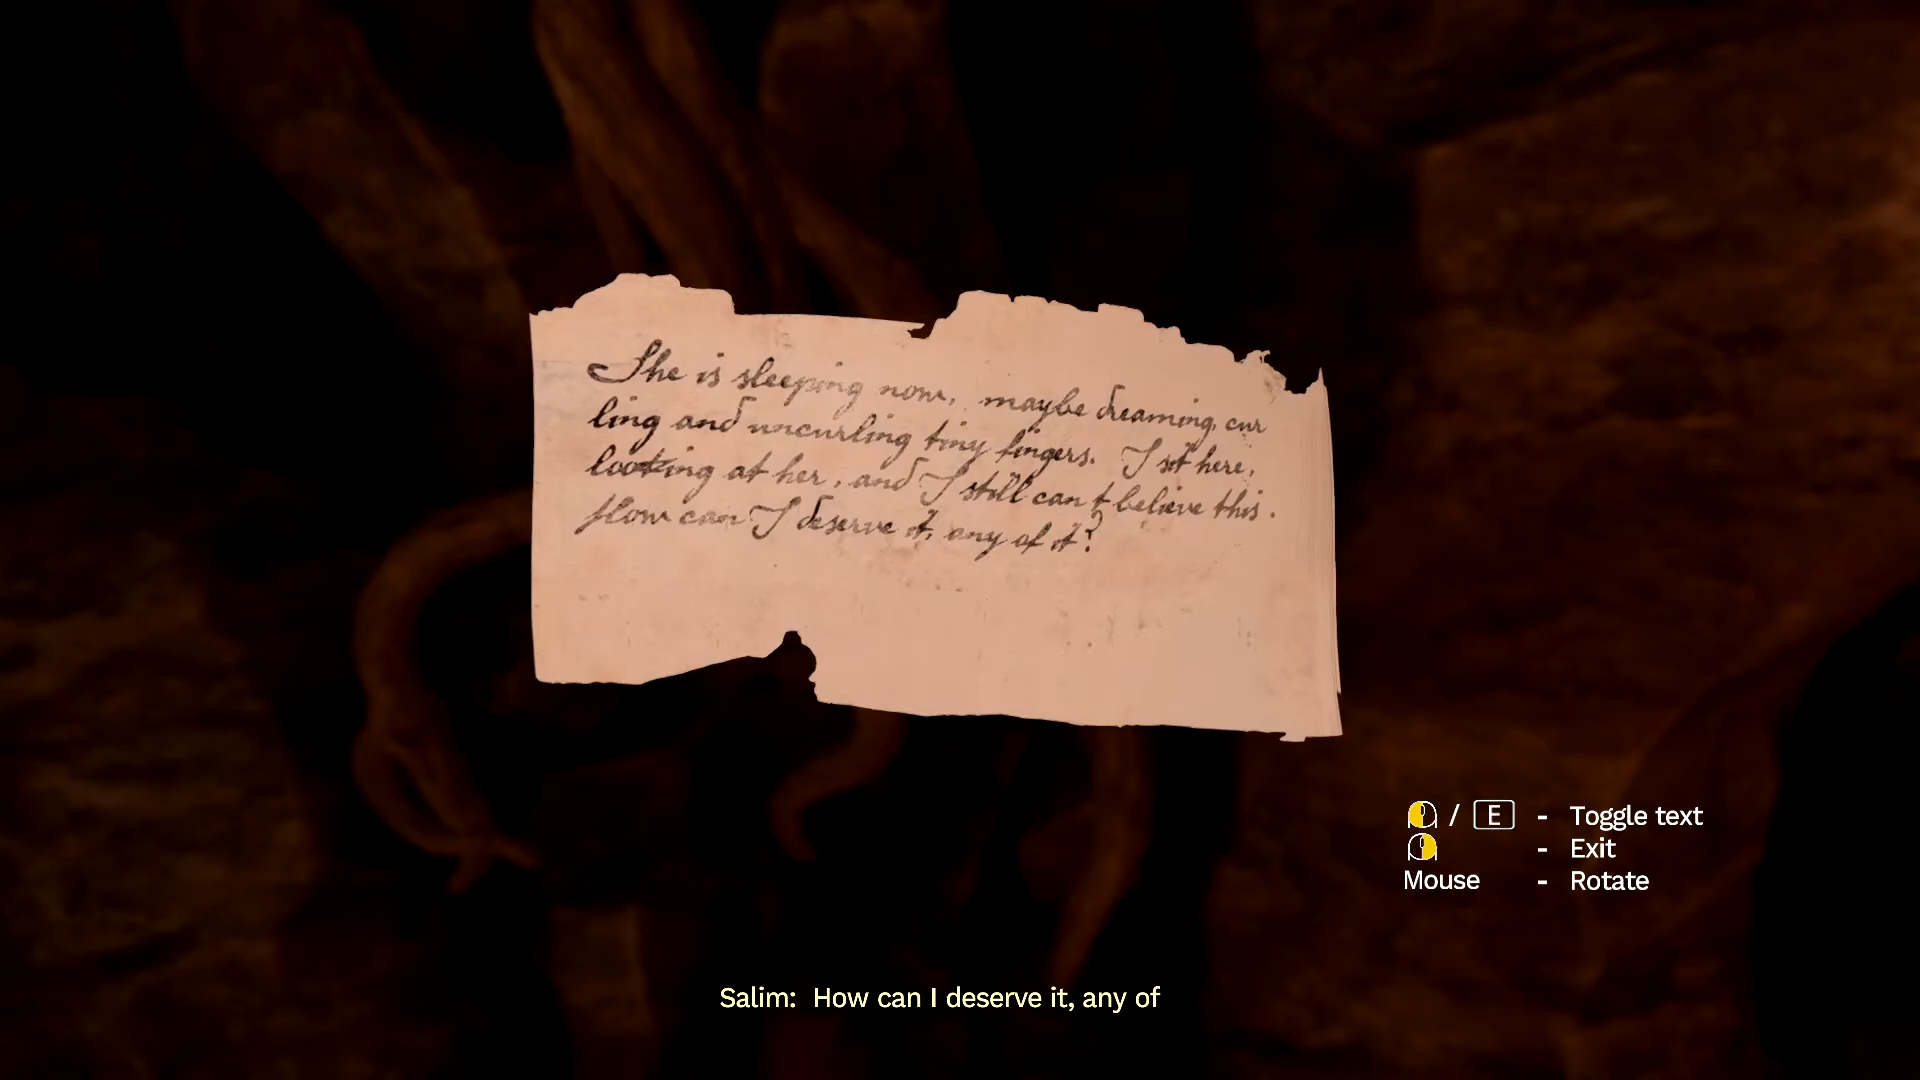 She is sleeping now, maybe dreaming, cur
ling and uncurling tiny fingers. I sit here,
looking at her, and I still can't believe this.
How can I deserve it, any of it?
/ E - Toggle text
- Exit
Mouse - Rotate
Salim: How can I deserve it, any of